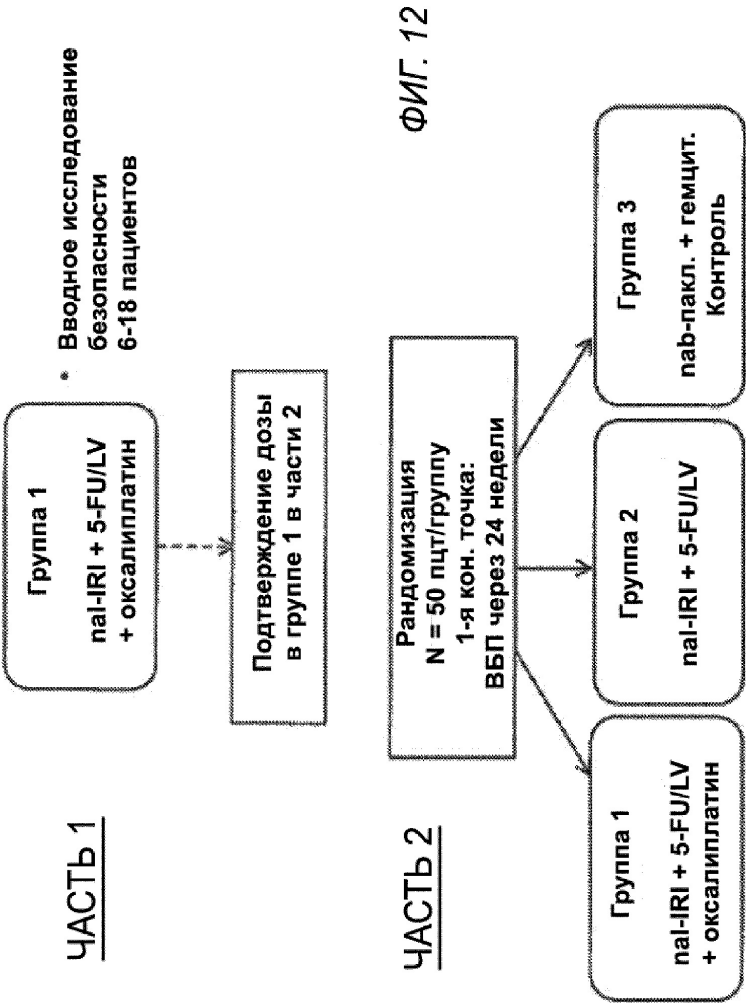 ЧАСТЬ 1
Группа 1
nal-IRI + 5-FU/LV
+ оксалиплатин
• Вводное исследование
безопасности
6-18 пациентов
Подтверждение дозы
в группе 1 в части 2
ЧАСТЬ 2
Рандомизация
N = 50 пцт/группу
1-я кон. точка:
ВБП через 24 недели
Группа 1
nal-IRI + 5-FU/LV
+ оксалиплатин
Группа 2
nal-IRI + 5-FU/LV
Группа 3
nab-пакл. + гемцит.
Контроль
ФИГ. 12